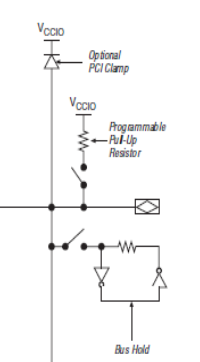 VCCIO
Optional
PCI Clamp
VCCIO
Programmable
Pull-Up
Resistor
Bus Hold